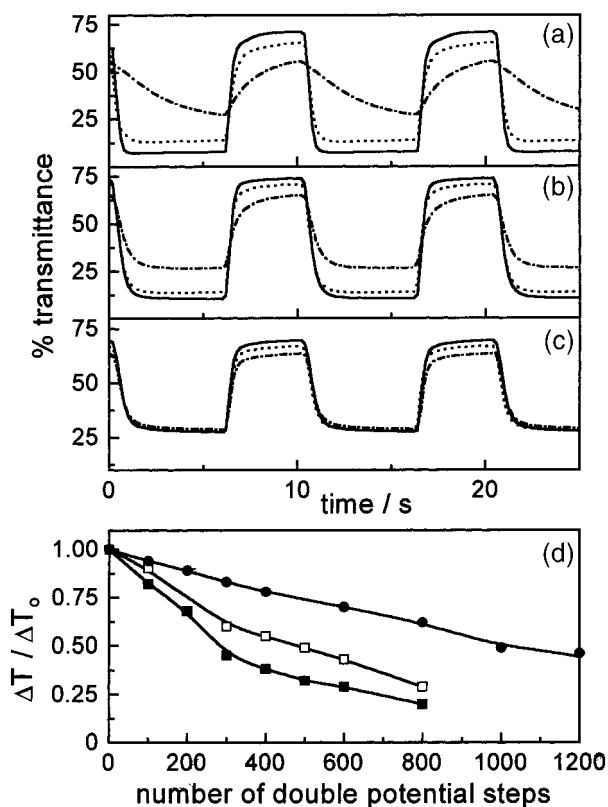 (a)
75
50
25
(b)
75
50
25
(c)
75
50
25
% transmittance
0 10 20
time / s
(d)
1.00
0.75
0.50
0.25
0
ΔT / ΔTₒ
0 200 400 600 800 1000 1200
number of double potential steps